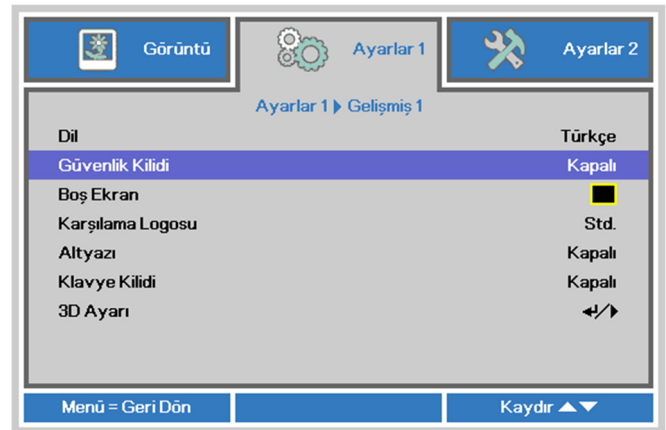 Görüntü Ayarlar 1 Ayarlar 2
Ayarlar 1 Gelişmiş 1
Dil Türkçe
Güvenlik Kilidi Kapalı
Boş Ekran
Karşılama Logosu Std.
Altyazı Kapalı
Klavye Kilidi Kapalı
3D Ayarı ↵/▶
Menü = Geri Dön Kaydır ▲▼